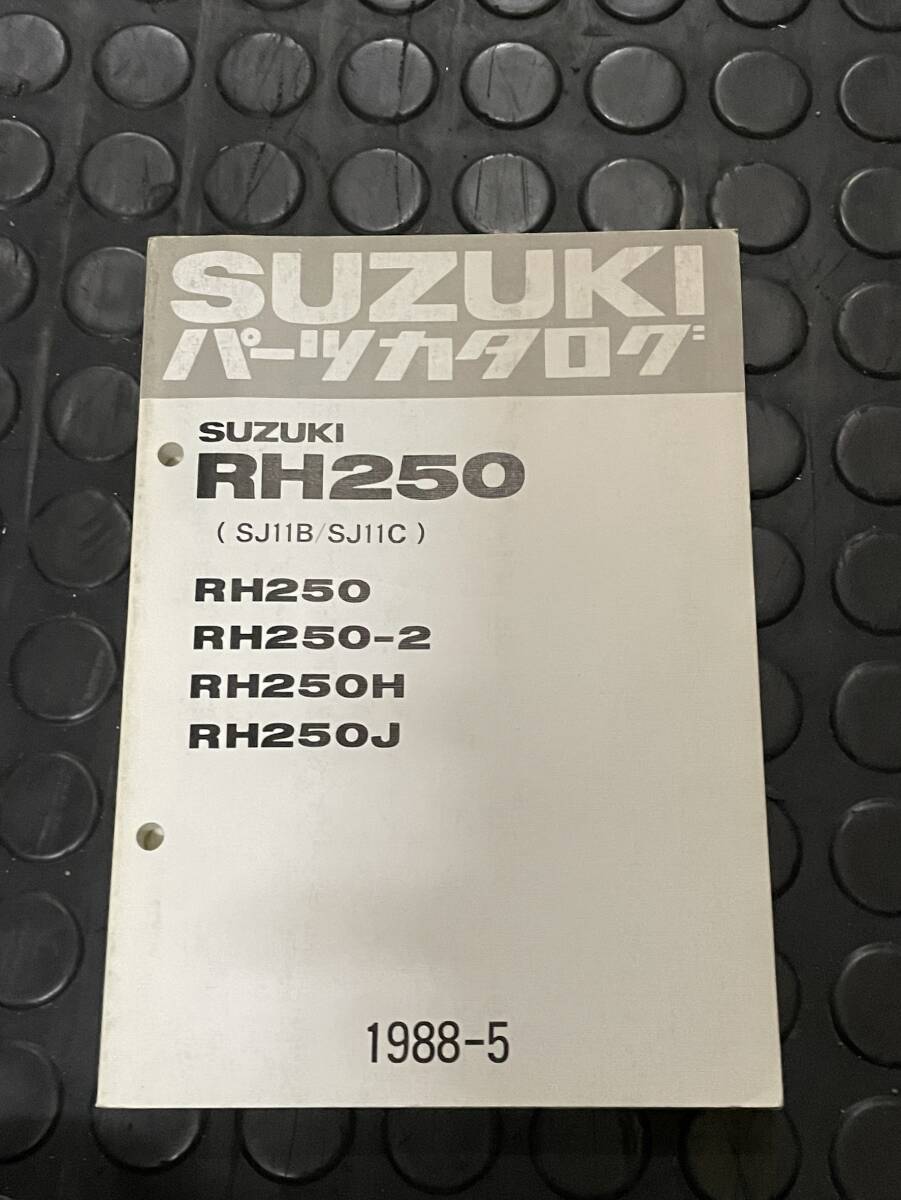 SUZUKI
パーツカタログ
SUZUKI
RH250
( SJ11B/SJ11C )
RH250
RH250-2
RH250H
RH250J
1988-5